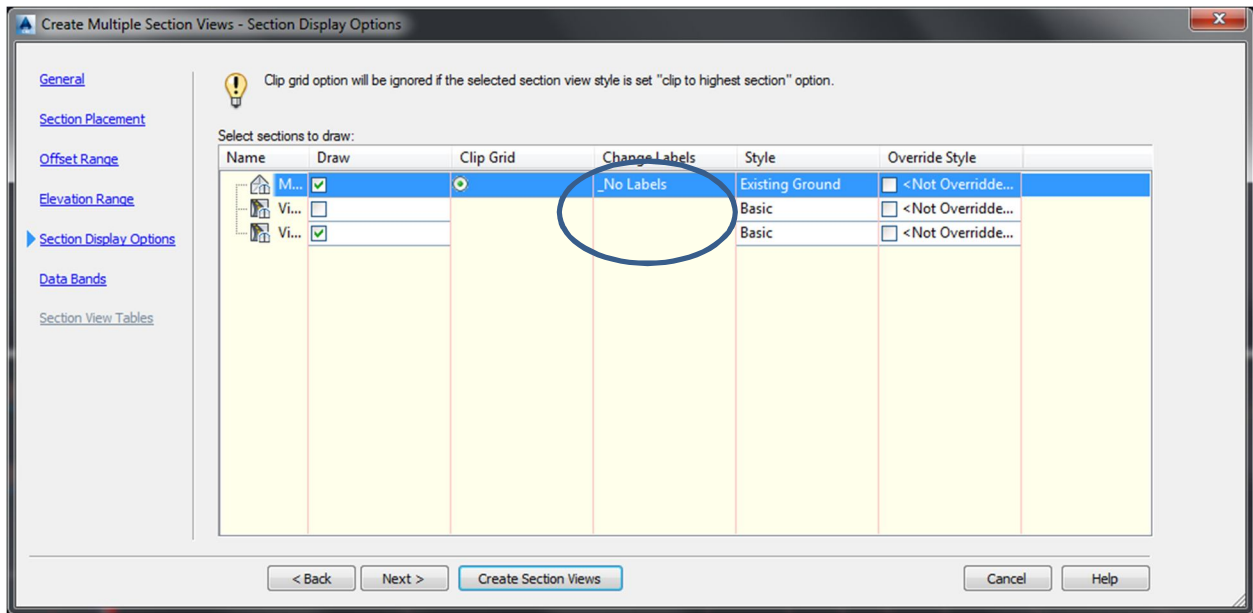 Create Multiple Section Views - Section Display Options
General
Section Placement
Offset Range
Elevation Range
Section Display Options
Data Bands
Section View Tables
Clip grid option will be ignored if the selected section view style is set "clip to highest section" option.
Select sections to draw:
Name Draw Clip Grid Change Labels Style Override Style
M... _No Labels Existing Ground <Not Overridde...
Vi... Basic <Not Overridde...
Vi... Basic <Not Overridde...
< Back Next > Create Section Views Cancel Help